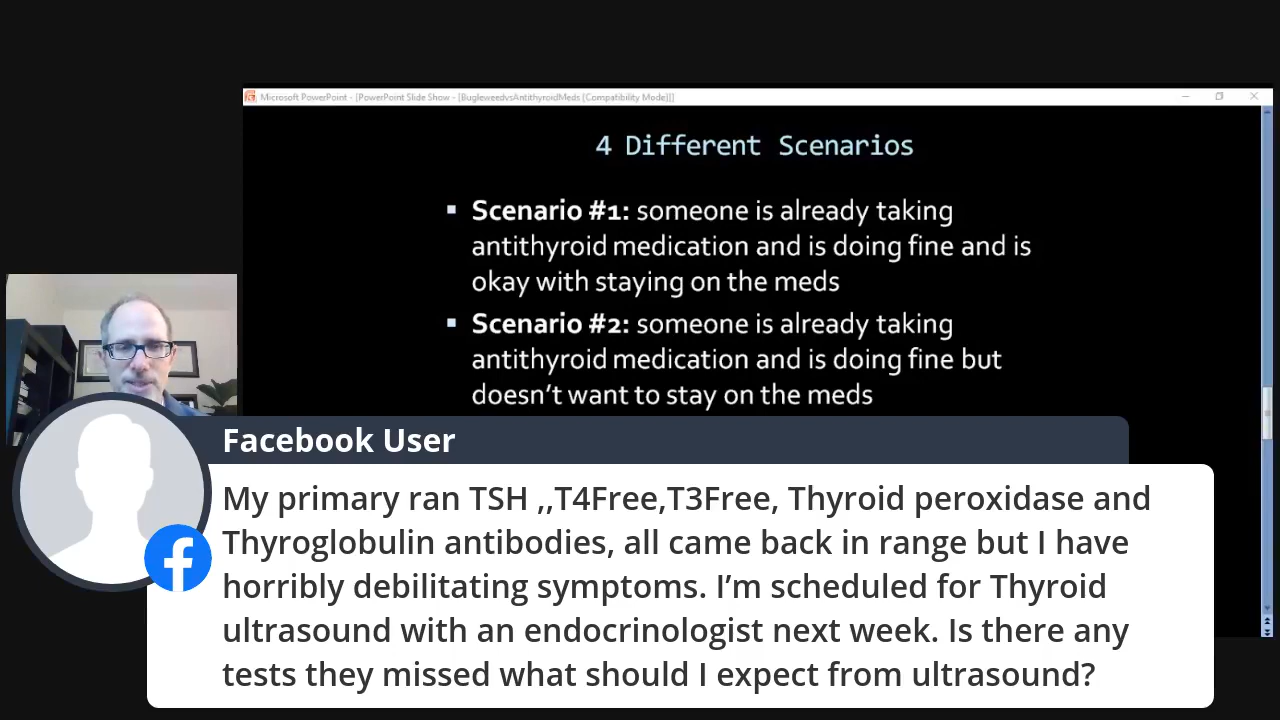 Microsoft PowerPoint - [PowerPoint Slide Show - [BugleweedvsAntithyroidMeds [Compatibility Mode]]]
4 Different Scenarios
▪ Scenario #1: someone is already taking
antithyroid medication and is doing fine and is
okay with staying on the meds
▪ Scenario #2: someone is already taking
antithyroid medication and is doing fine but
doesn't want to stay on the meds
Facebook User
My primary ran TSH ,,T4Free,T3Free, Thyroid peroxidase and
Thyroglobulin antibodies, all came back in range but I have
horribly debilitating symptoms. I'm scheduled for Thyroid
ultrasound with an endocrinologist next week. Is there any
tests they missed what should I expect from ultrasound?